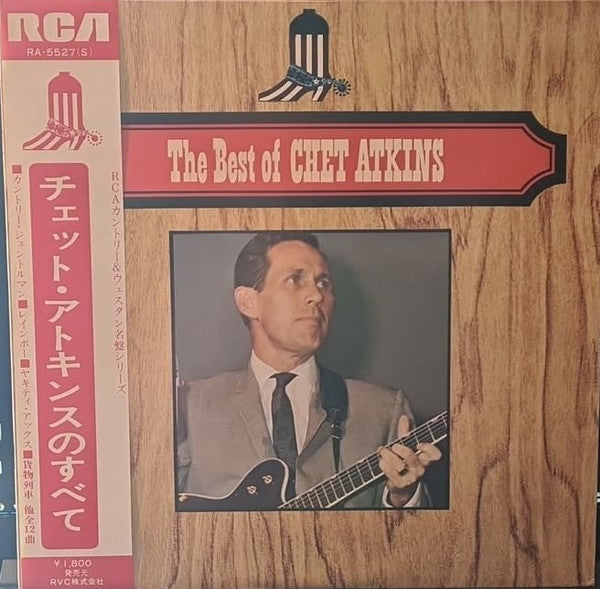 RCA
RA-5527(S)
チェット・アトキンスのすべて
RCAカントリー&ウェスタン名盤シリーズ
■カントリー・ジェントルマン■レインボー■ヤキティ・アックス■貨物列車 他全12曲
¥1,800
発売元
RVC株式会社
The Best of CHET ATKINS